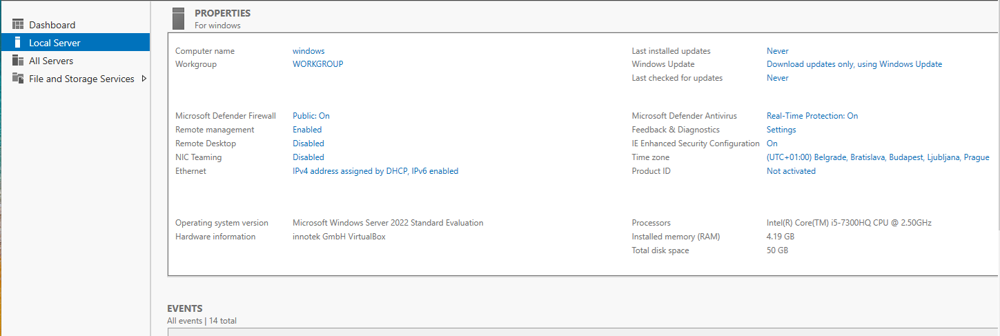 Dashboard
Local Server
All Servers
File and Storage Services
PROPERTIES
For windows
Computer name windows
Workgroup WORKGROUP
Last installed updates Never
Windows Update Download updates only, using Windows Update
Last checked for updates Never
Microsoft Defender Firewall Public: On
Remote management Enabled
Remote Desktop Disabled
NIC Teaming Disabled
Ethernet IPv4 address assigned by DHCP, IPv6 enabled
Microsoft Defender Antivirus Real-Time Protection: On
Feedback & Diagnostics Settings
IE Enhanced Security Configuration On
Time zone (UTC+01:00) Belgrade, Bratislava, Budapest, Ljubljana, Prague
Product ID Not activated
Operating system version Microsoft Windows Server 2022 Standard Evaluation
Hardware information innotek GmbH VirtualBox
Processors Intel(R) Core(TM) i5-7300HQ CPU @ 2.50GHz
Installed memory (RAM) 4.19 GB
Total disk space 50 GB
EVENTS
All events | 14 total